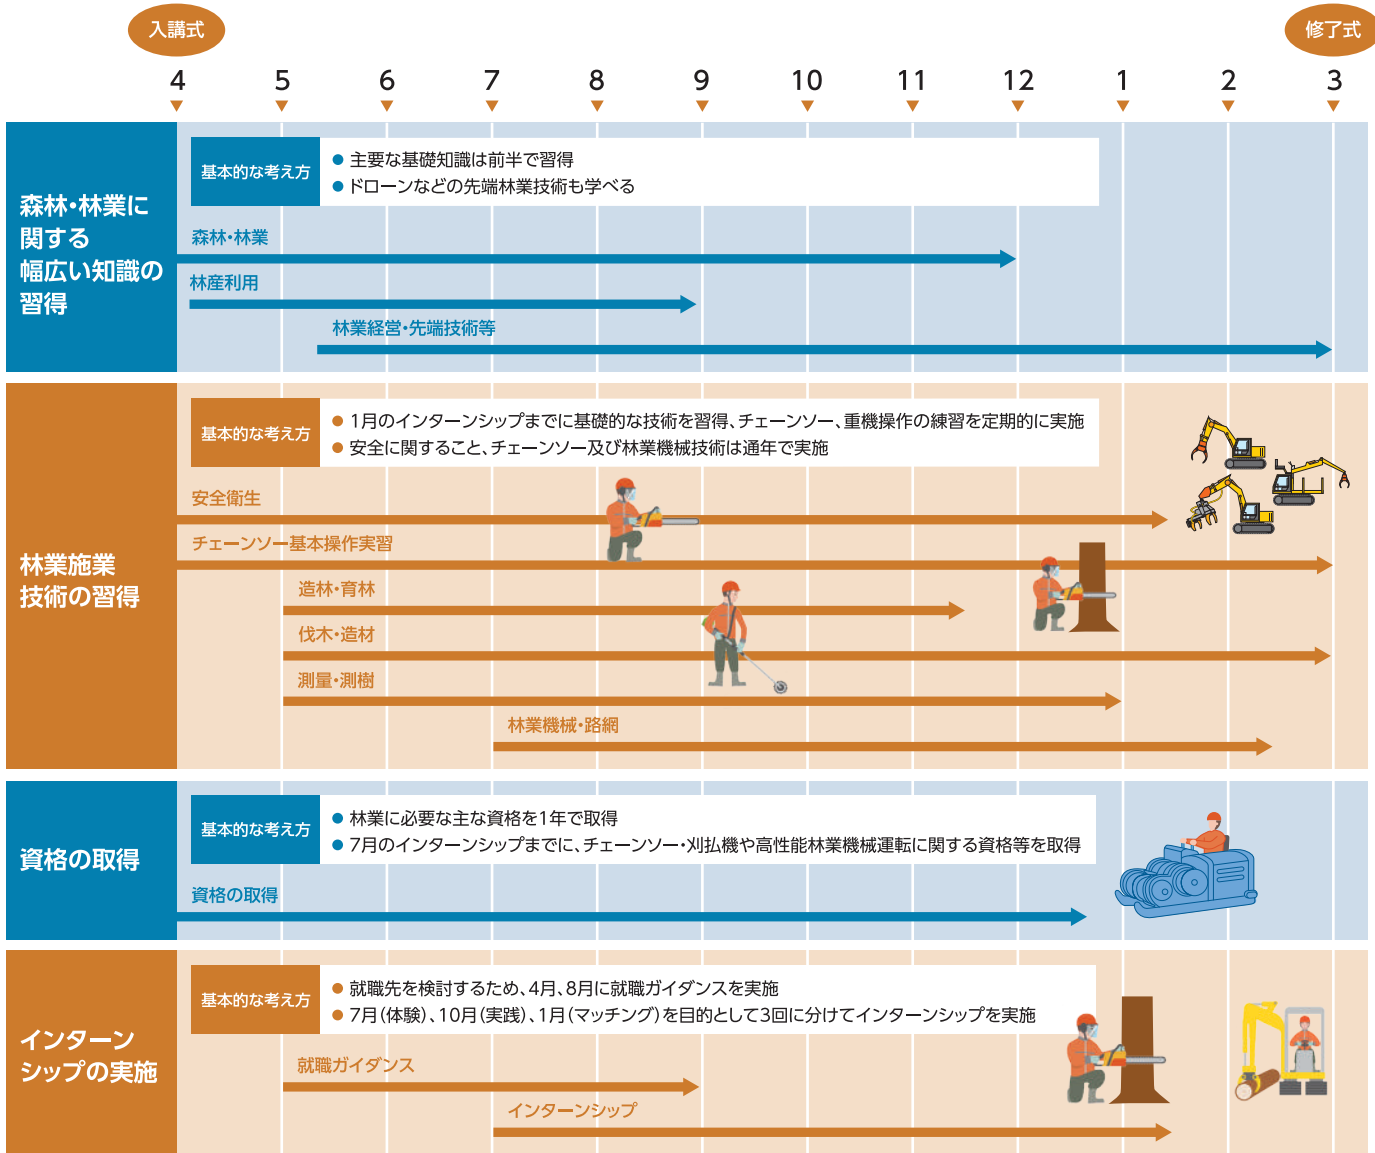 入講式
修了式
4 5 6 7 8 9 10 11 12 1 2 3
森林・林業に
関する
幅広い知識の
習得
基本的な考え方
● 主要な基礎知識は前半で習得
● ドローンなどの先端林業技術も学べる
森林・林業
林産利用
林業経営・先端技術等
林業施業
技術の習得
基本的な考え方
● 1月のインターンシップまでに基礎的な技術を習得、チェーンソー、重機操作の練習を定期的に実施
● 安全に関すること、チェーンソー及び林業機械技術は通年で実施
安全衛生
チェーンソー基本操作実習
造林・育林
伐木・造材
測量・測樹
林業機械・路網
資格の取得
基本的な考え方
● 林業に必要な主な資格を1年で取得
● 7月のインターンシップまでに、チェーンソー・刈払機や高性能林業機械運転に関する資格等を取得
資格の取得
インターン
シップの実施
基本的な考え方
● 就職先を検討するため、4月、8月に就職ガイダンスを実施
● 7月（体験）、10月（実践）、1月（マッチング）を目的として3回に分けてインターンシップを実施
就職ガイダンス
インターンシップ